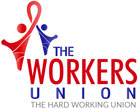 THE
WORKERS
UNION
THE HARD WORKING UNION